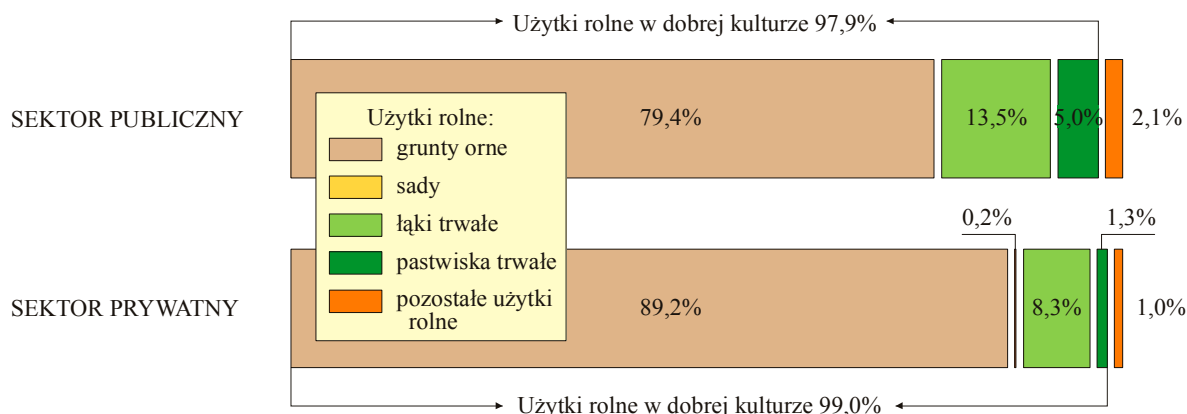 Użytki rolne w dobrej kulturze 97,9%
SEKTOR PUBLICZNY
79,4%
13,5%
5,0%
2,1%
Użytki rolne:
grunty orne
sady
łąki trwałe
pastwiska trwałe
pozostałe użytki
rolne
0,2%
1,3%
SEKTOR PRYWATNY
89,2%
8,3%
1,0%
Użytki rolne w dobrej kulturze 99,0%